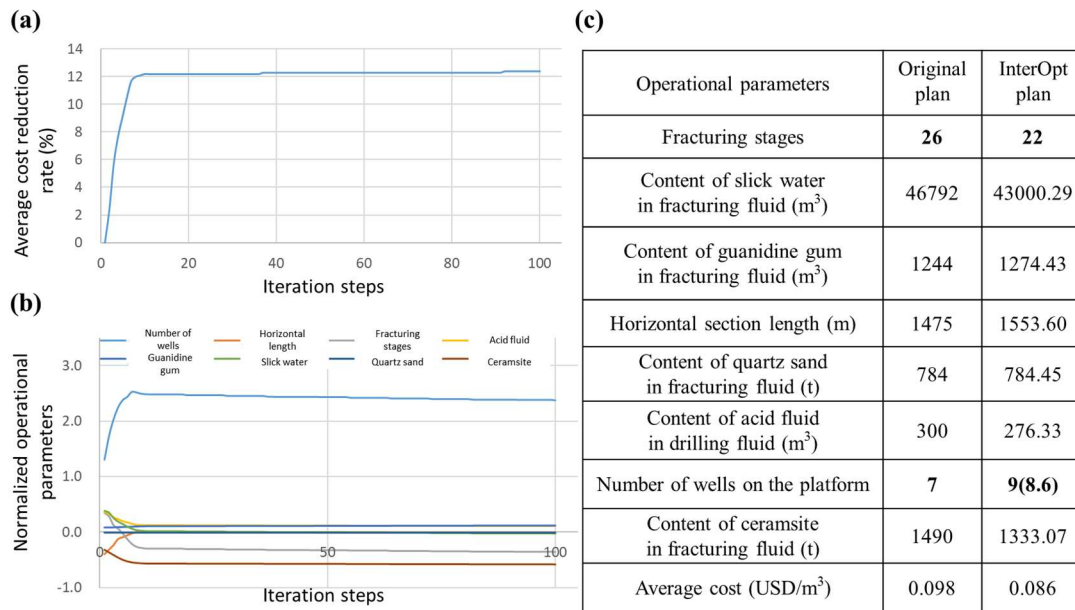 (a)
14
12
10
8
6
4
2
0
Average cost reduction
rate (%)
0
20
40
60
80
100
Iteration steps
(b)
Number of
wells
Horizontal
length
Fracturing
stages
Acid fluid
Guanidine
gum
Slick water
Quartz sand
Ceramsite
3.0
2.0
1.0
0.0
-1.0
Normalized operational
parameters
0
50
100
Iteration steps
(c)
Operational parameters
Original
plan
InterOpt
plan
Fracturing stages
26
22
Content of slick water
in fracturing fluid (m³)
46792
43000.29
Content of guanidine gum
in fracturing fluid (m³)
1244
1274.43
Horizontal section length (m)
1475
1553.60
Content of quartz sand
in fracturing fluid (t)
784
784.45
Content of acid fluid
in drilling fluid (m³)
300
276.33
Number of wells on the platform
7
9(8.6)
Content of ceramsite
in fracturing fluid (t)
1490
1333.07
Average cost (USD/m³)
0.098
0.086